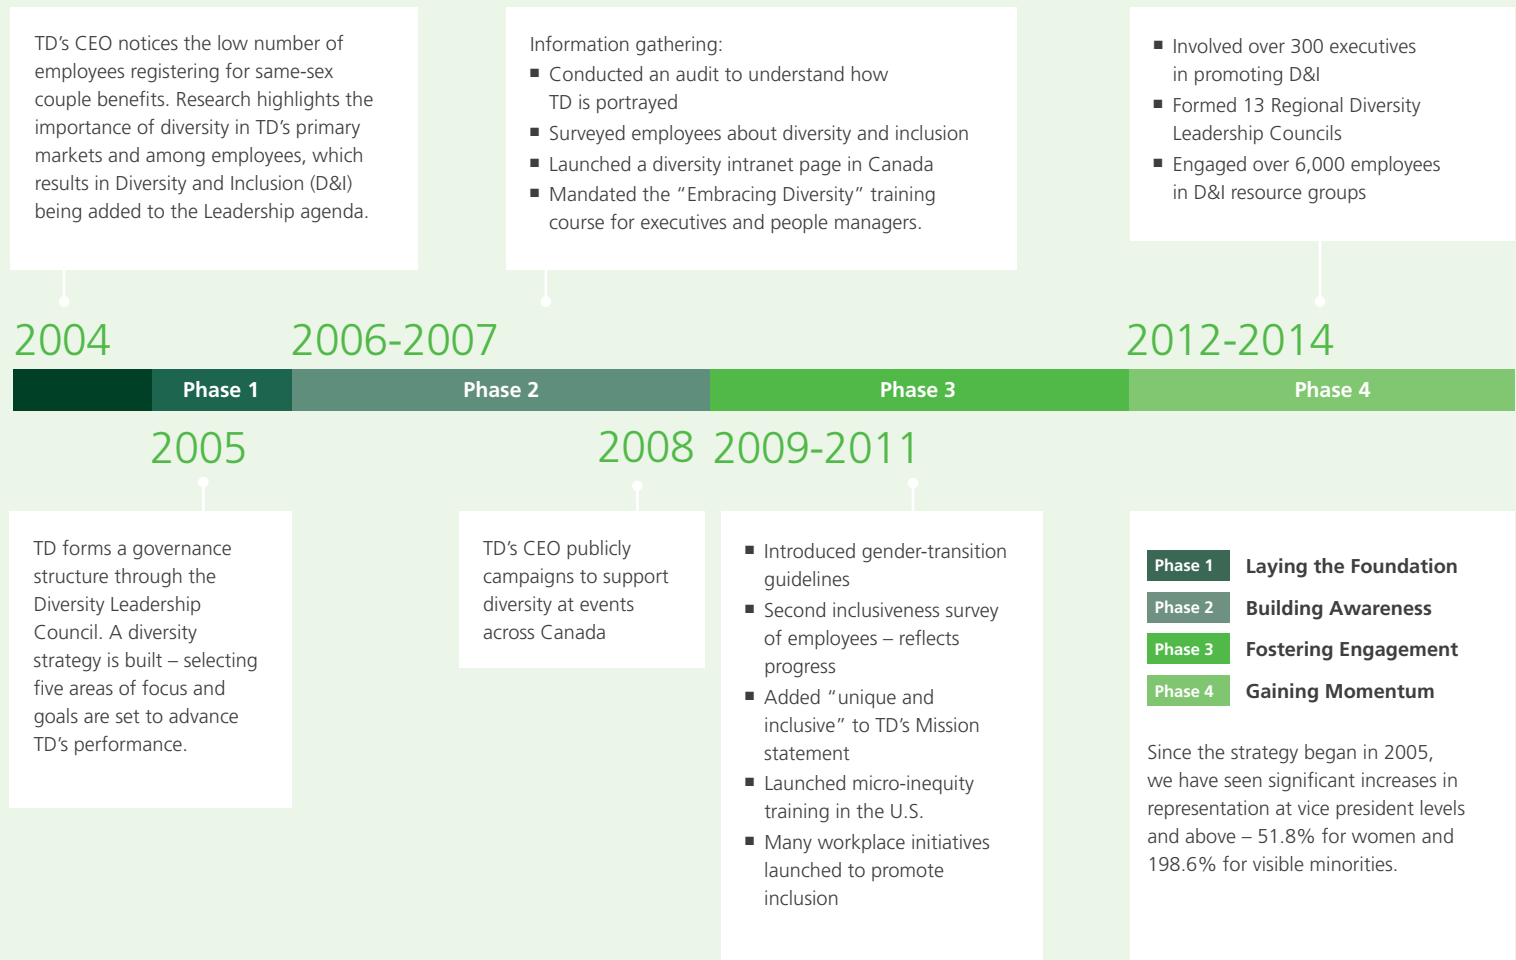 TD’s CEO notices the low number of
employees registering for same-sex
couple benefits. Research highlights the
importance of diversity in TD’s primary
markets and among employees, which
results in Diversity and Inclusion (D&I)
being added to the Leadership agenda.
Information gathering:
■ Conducted an audit to understand how
TD is portrayed
■ Surveyed employees about diversity and inclusion
■ Launched a diversity intranet page in Canada
■ Mandated the “Embracing Diversity” training
course for executives and people managers.
■ Involved over 300 executives
in promoting D&I
■ Formed 13 Regional Diversity
Leadership Councils
■ Engaged over 6,000 employees
in D&I resource groups
2004
2006-2007
2012-2014
Phase 1
Phase 2
Phase 3
Phase 4
2005
2008
2009-2011
TD forms a governance
structure through the
Diversity Leadership
Council. A diversity
strategy is built – selecting
five areas of focus and
goals are set to advance
TD’s performance.
TD’s CEO publicly
campaigns to support
diversity at events
across Canada
■ Introduced gender-transition
guidelines
■ Second inclusiveness survey
of employees – reflects
progress
■ Added “unique and
inclusive” to TD’s Mission
statement
■ Launched micro-inequity
training in the U.S.
■ Many workplace initiatives
launched to promote
inclusion
Phase 1 Laying the Foundation
Phase 2 Building Awareness
Phase 3 Fostering Engagement
Phase 4 Gaining Momentum
Since the strategy began in 2005,
we have seen significant increases in
representation at vice president levels
and above – 51.8% for women and
198.6% for visible minorities.